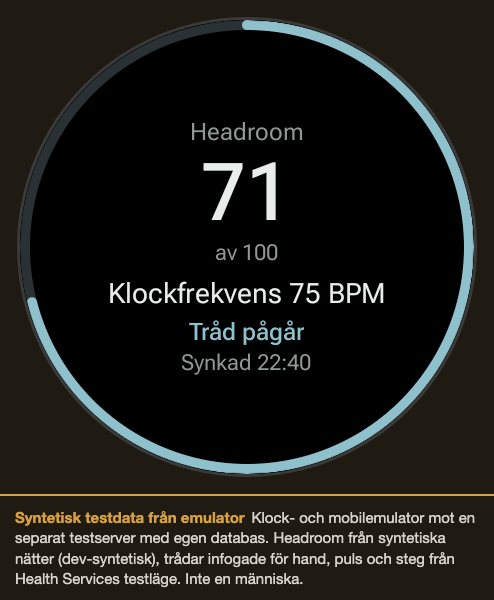 Headroom
71
av 100
Klockfrekvens 75 BPM
Tråd pågår
Synkad 22:40
Syntetisk testdata från emulator Klock- och mobilemulator mot en
separat testserver med egen databas. Headroom från syntetiska
nätter (dev-syntetisk), trådar infogade för hand, puls och steg från
Health Services testläge. Inte en människa.